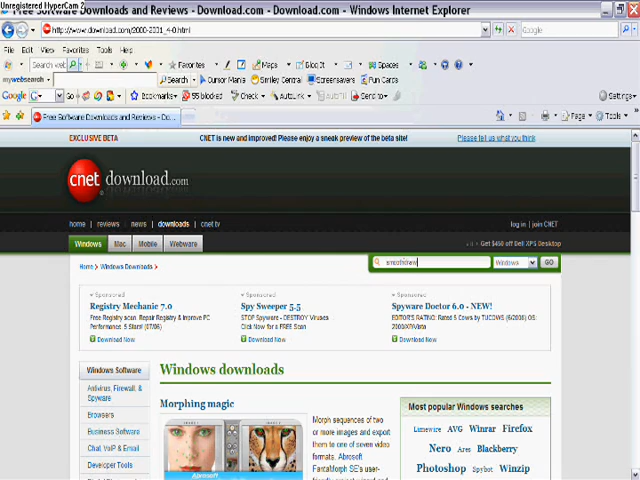 Unregistered HyperCam 2
Free Software Downloads and Reviews - Download.com - Download.com - Windows Internet Explorer
http://www.download.com/2000-2001_4-0.html
Google
File Edit View Favorites Tools Help
Search web Maps Blog It Spaces
mywebsearch Search Cursor Mania Smiley Central Screensavers Fun Cards
Google G Go Bookmarks 55 blocked Check AutoLink AutoFill Send to Settings
Free Software Downloads and Reviews - Download.com - Do... Page Tools
EXCLUSIVE BETA CNET is new and improved! Please enjoy a sneak preview of the beta site! Please tell us what you think
cnet download.com
home | reviews | news | downloads | cnet tv log in | join CNET
Windows Mac Mobile Webware Get $460 off Dell XPS Desktop
Home > Windows Downloads > smoothdraw Windows GO
Sponsored Sponsored Sponsored
Registry Mechanic 7.0 Spy Sweeper 5.5 Spyware Doctor 6.0 - NEW!
Free Registry scan. Repair Registry & Improve PC STOP Spyware - DESTROY Viruses EDITOR'S RATING: Rated 5 Cows by TUCOWS (6/2008) OS:
Performance. 5 Stars! (07/06) Click Now for a FREE Scan 2000/XP/Vista
Download Now Download Now Download Now
Windows Software Windows downloads
Antivirus, Firewall, &
Spyware
Morphing magic Most popular Windows searches
Browsers
Business Software
Chat, VoIP & Email
Developer Tools
Abrosoft
Morph sequences of two
or more images and export
them to one of seven video
formats. Abrosoft
FantaMorph SE's user-
Limewire AVG Winrar Firefox
Nero Ares Blackberry
Photoshop Spybot Winzip